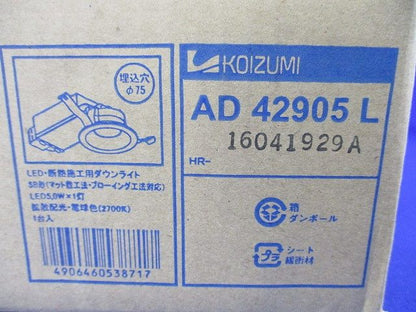 埋込穴
φ75
KOIZUMI
AD 42905 L
16041929A
HR-
LED・断熱施工用ダウンライト
SB形(マット敷工法・ブローイング工法対応)
LED5.0W×1灯
拡散配光・電球色(2700K)
1台入
4906460538717
箱
ダンボール
プラ
シート
緩衝材